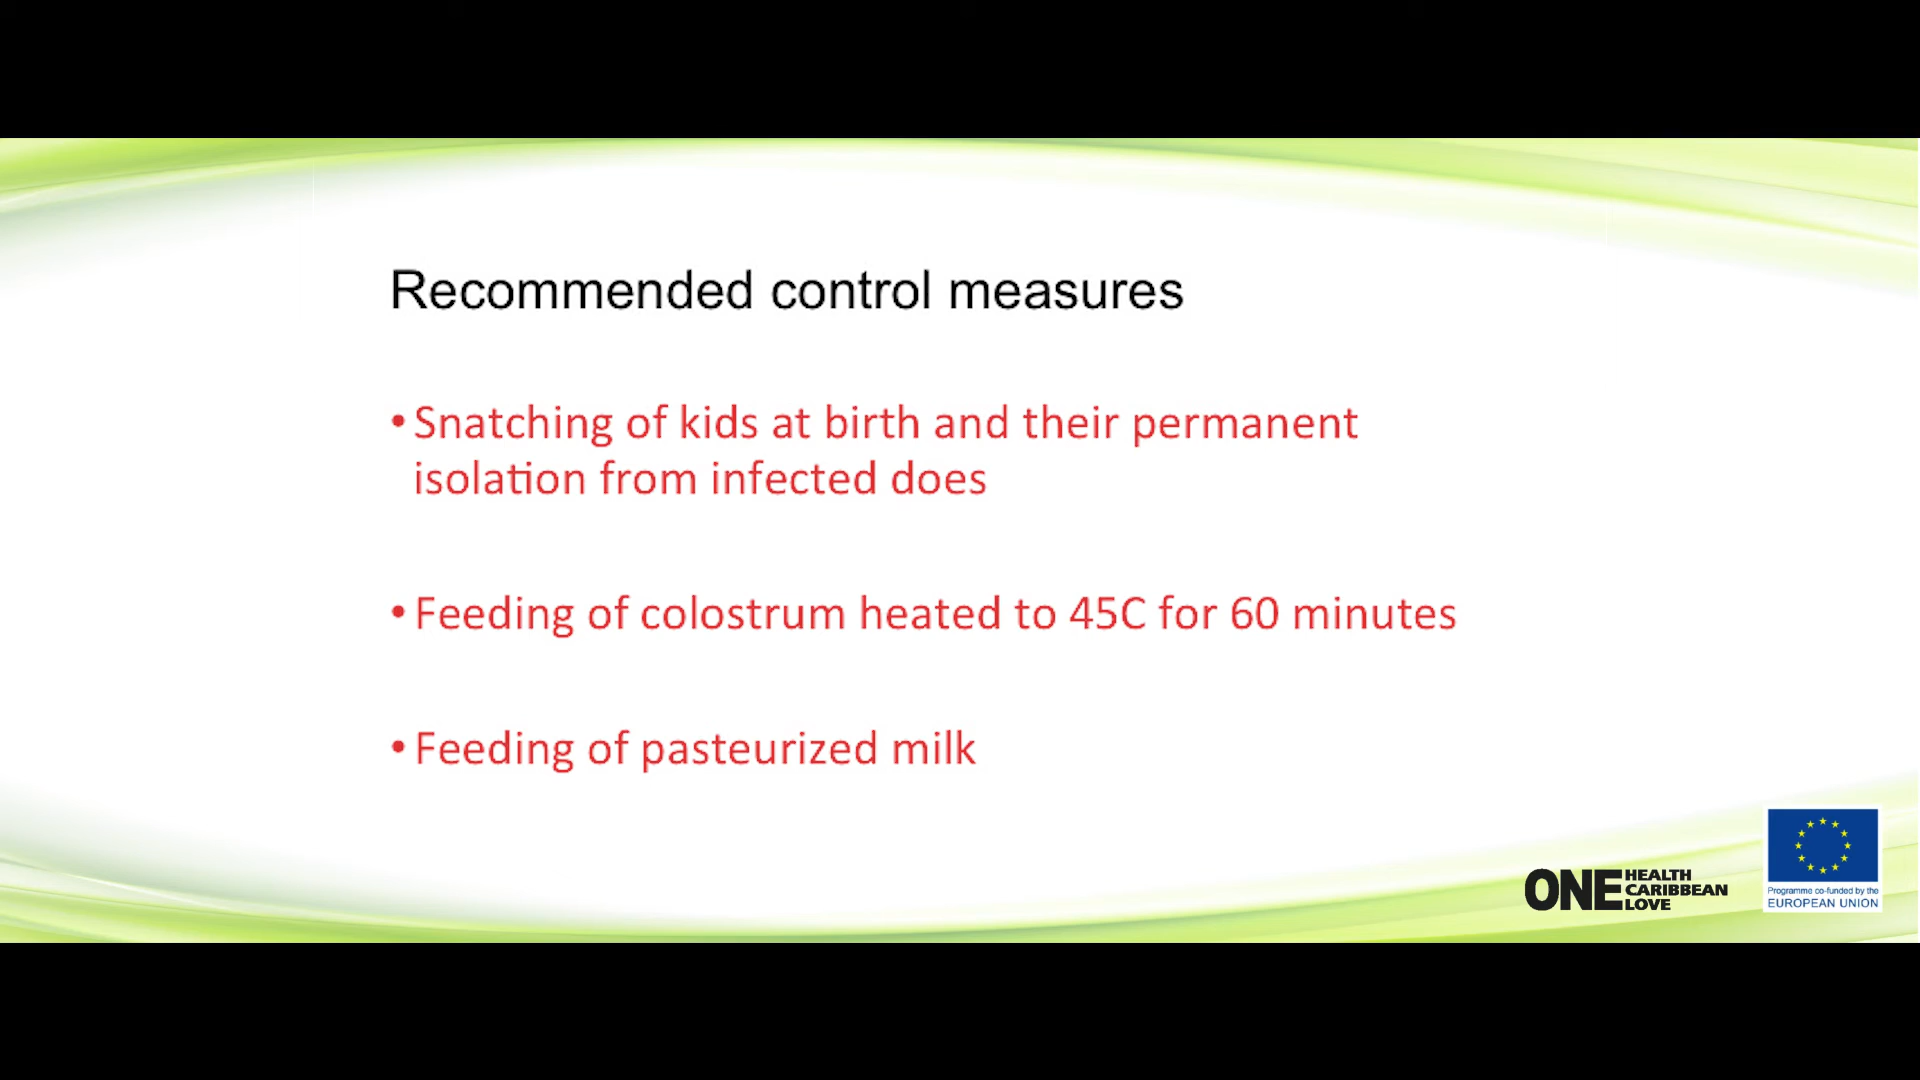 Recommended control measures
• Snatching of kids at birth and their permanent
isolation from infected does
• Feeding of colostrum heated to 45C for 60 minutes
• Feeding of pasteurized milk
ONE HEALTH
CARIBBEAN
LOVE
Programme co-funded by the
EUROPEAN UNION